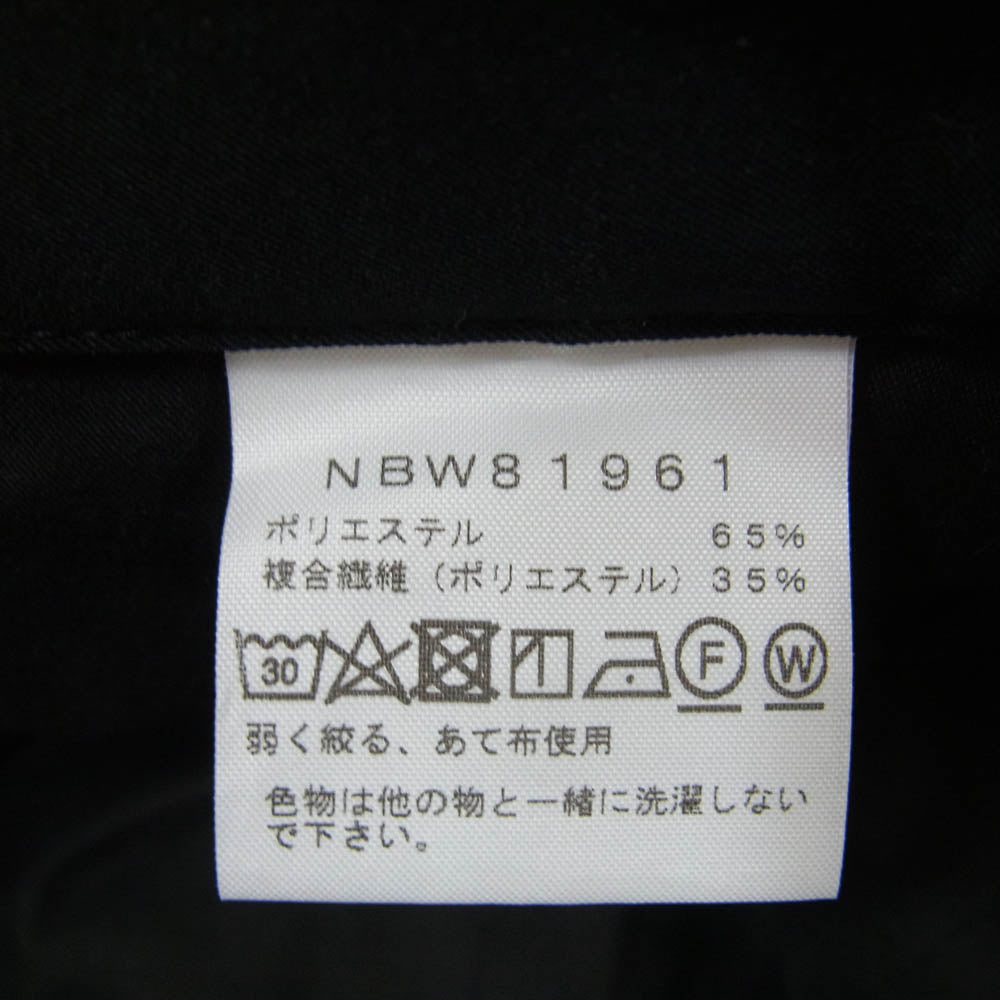 NBW81961
ポリエステル 65%
複合繊維(ポリエステル)35%
30 F W
弱く絞る、あて布使用
色物は他の物と一緒に洗濯しない
で下さい。